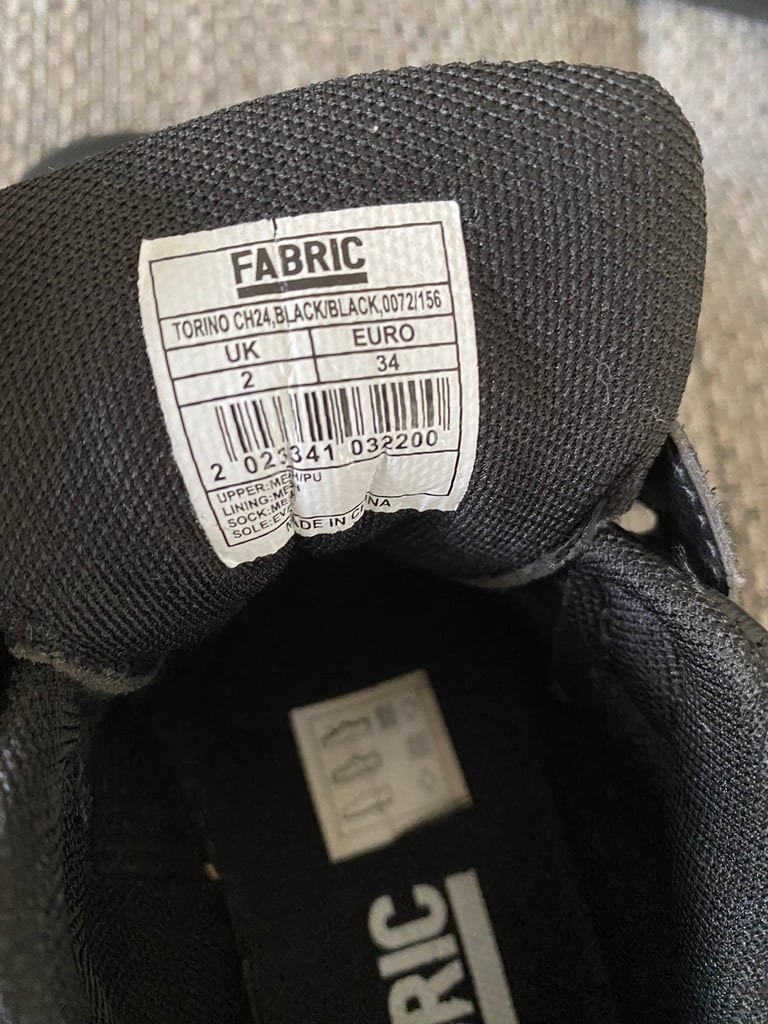 FABRIC
TORINO CH24,BLACK/BLACK,0072/156
UK EURO
2 34
2 023341 032200
UPPER:MESH/PU
LINING:MESH
SOCK:MESH
SOLE:EVA
MADE IN CHINA
RIC